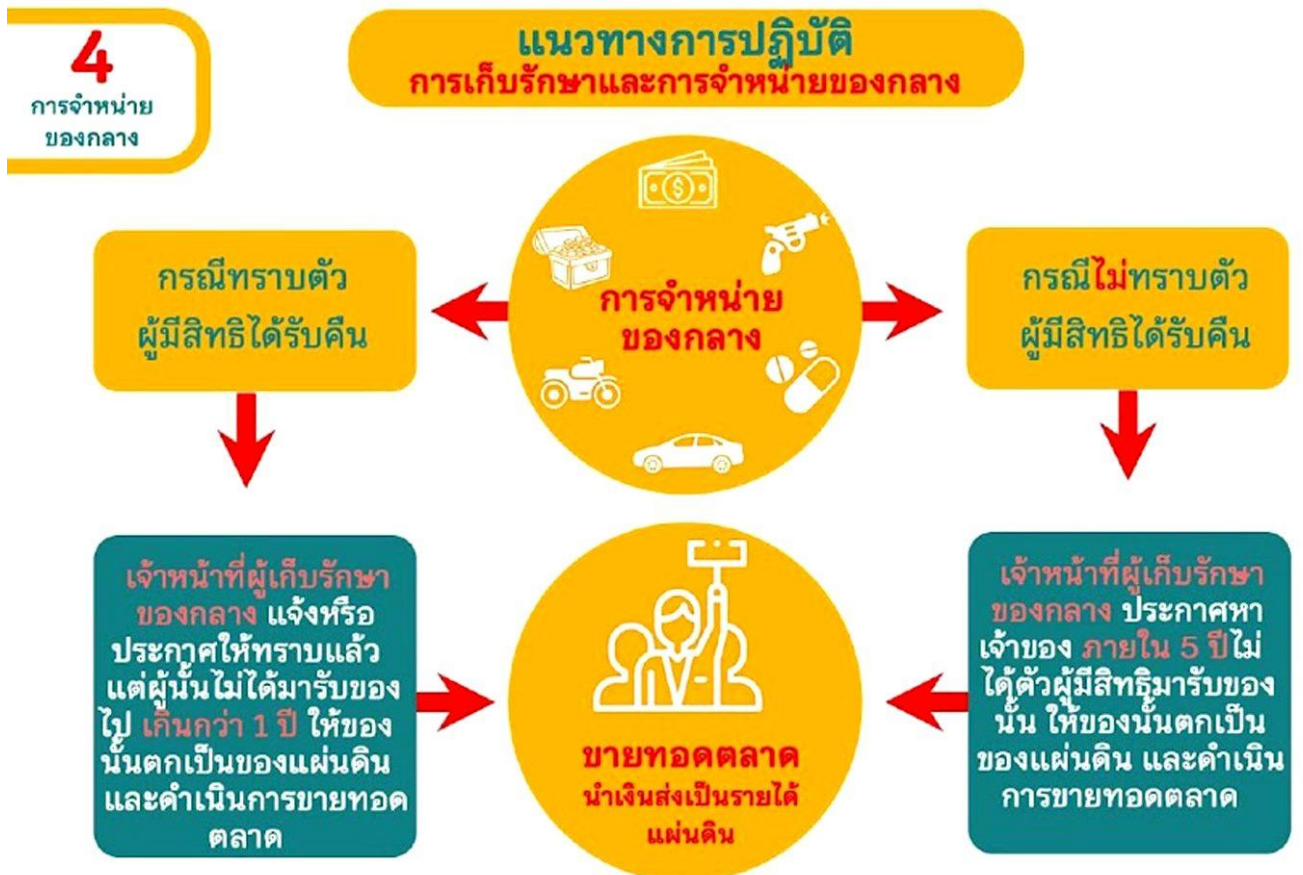 4
การจำหน่าย
ของกลาง
แนวทางการปฏิบัติ
การเก็บรักษาและการจำหน่ายของกลาง
กรณีทราบตัว
ผู้มีสิทธิได้รับคืน
การจำหน่าย
ของกลาง
กรณีไม่ทราบตัว
ผู้มีสิทธิได้รับคืน
เจ้าหน้าที่ผู้เก็บรักษา
ของกลาง แจ้งหรือ
ประกาศให้ทราบแล้ว
แต่ผู้นั้นไม่ได้มารับของ
ไป เกินกว่า 1 ปี ให้ของ
นั้นตกเป็นของแผ่นดิน
และดำเนินการขายทอด
ตลาด
ขายทอดตลาด
นำเงินส่งเป็นรายได้
แผ่นดิน
เจ้าหน้าที่ผู้เก็บรักษา
ของกลาง ประกาศหา
เจ้าของ ภายใน 5 ปีไม่
ได้ตัวผู้มีสิทธิมารับของ
นั้น ให้ของนั้นตกเป็น
ของแผ่นดิน และดำเนิน
การขายทอดตลาด